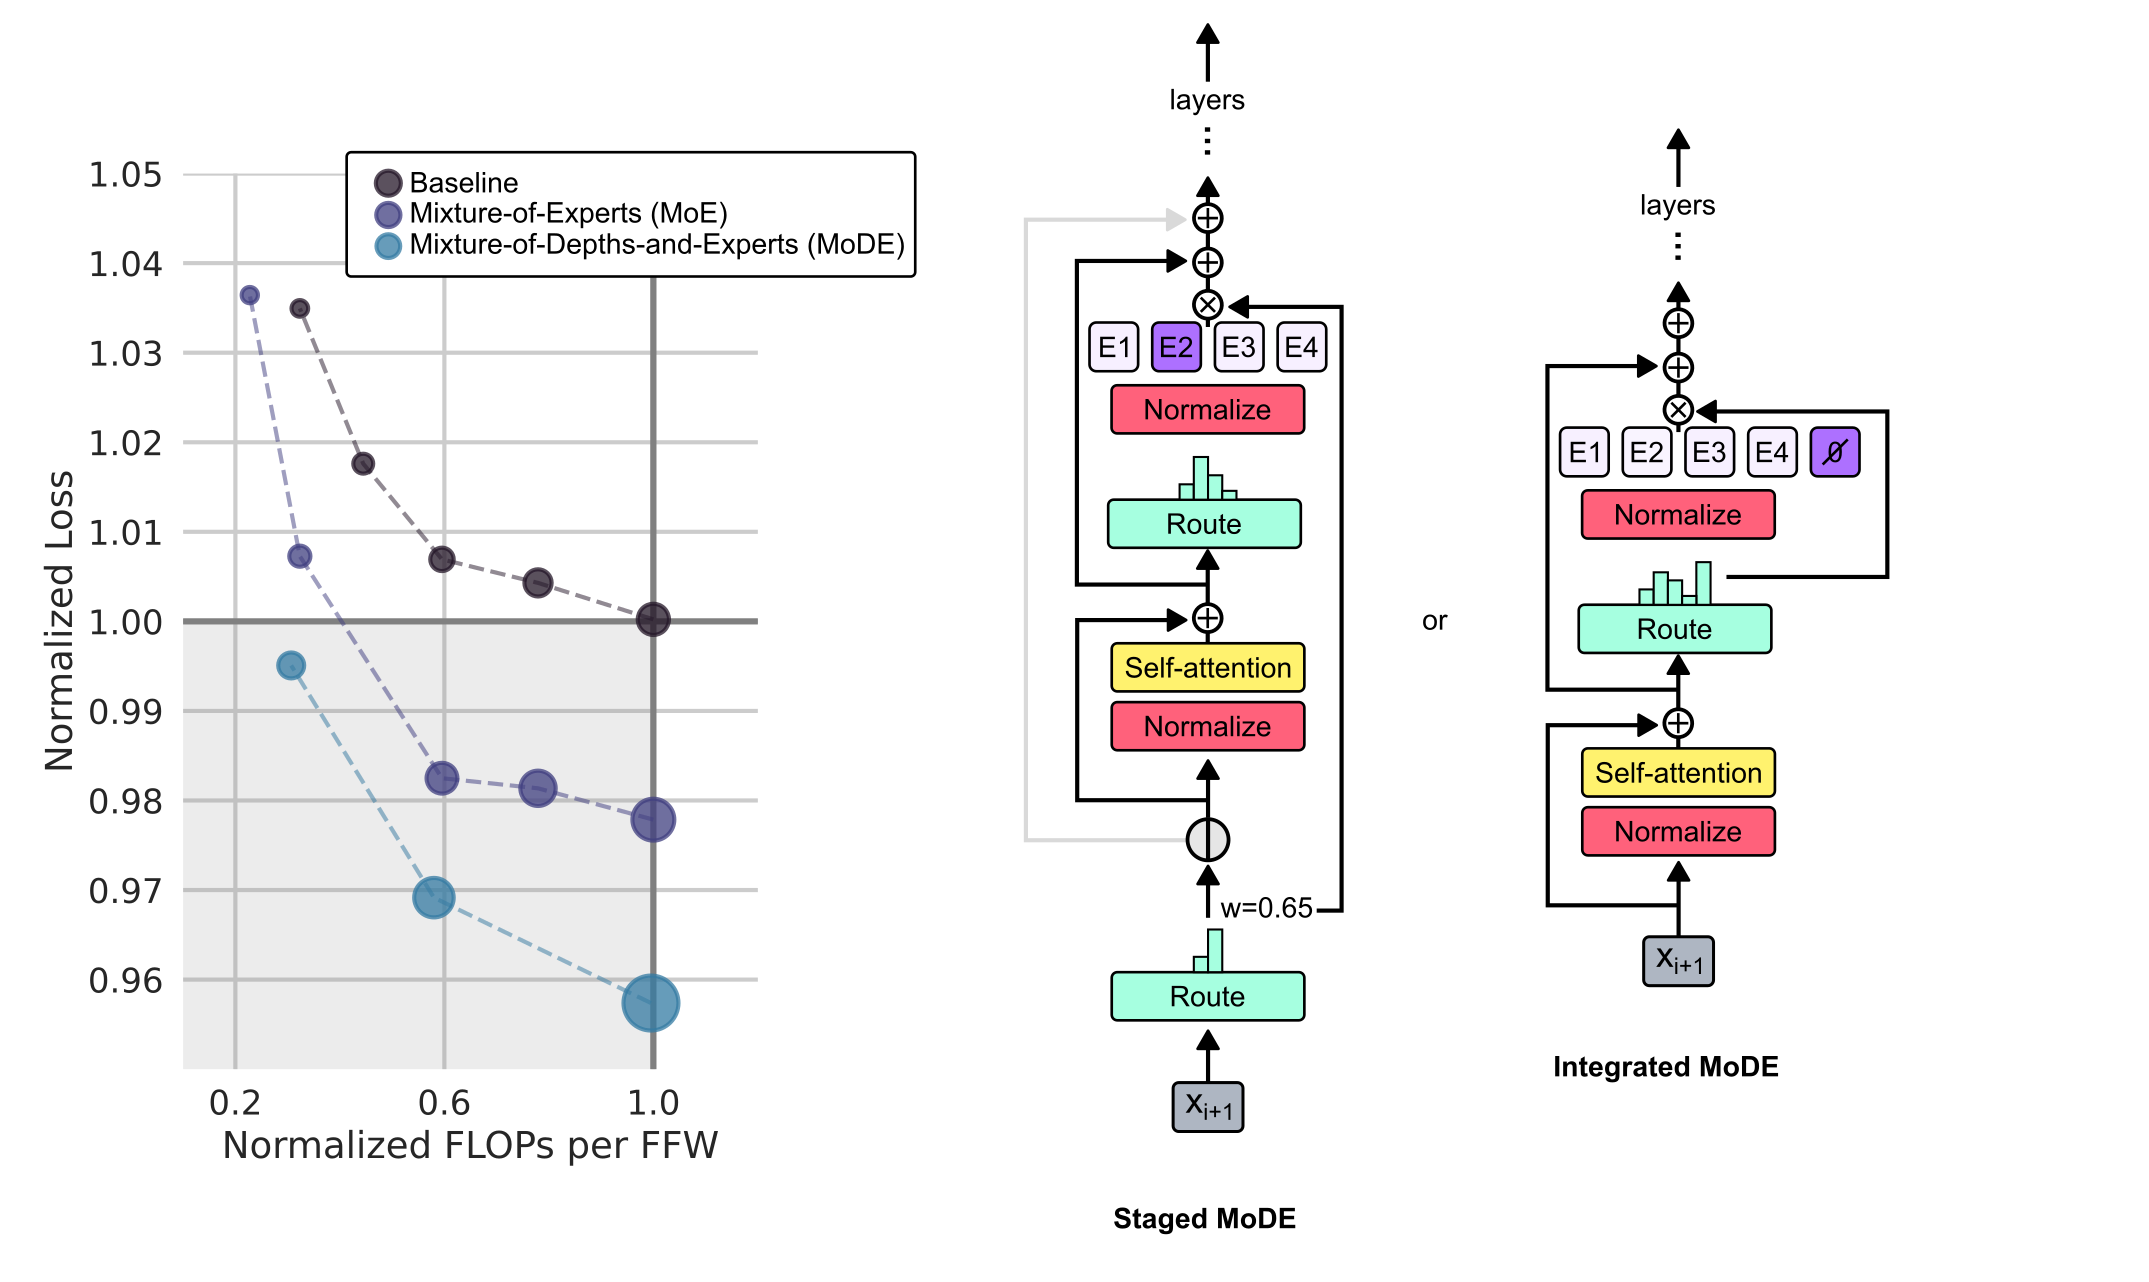 Baseline
Mixture-of-Experts (MoE)
Mixture-of-Depths-and-Experts (MoDE)
Normalized Loss
1.05
1.04
1.03
1.02
1.01
1.00
0.99
0.98
0.97
0.96
0.2 0.6 1.0
Normalized FLOPs per FFW
layers
E1 E2 E3 E4
Normalize
Route
Self-attention
Normalize
w=0.65
Route
xi+1
Staged MoDE
or
layers
E1 E2 E3 E4 0̸
Normalize
Route
Self-attention
Normalize
xi+1
Integrated MoDE